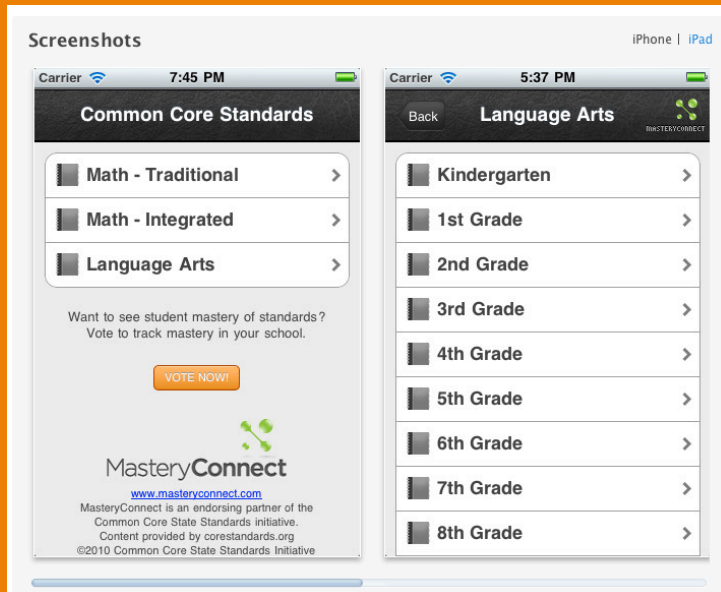 Screenshots
iPhone | iPad
Carrier 7:45 PM
Common Core Standards
Math - Traditional
Math - Integrated
Language Arts
Want to see student mastery of standards?
Vote to track mastery in your school.
VOTE NOW!
MasteryConnect
www.masteryconnect.com
MasteryConnect is an endorsing partner of the
Common Core State Standards initiative.
Content provided by corestandards.org
©2010 Common Core State Standards Initiative
Carrier 5:37 PM
Back
Language Arts
MASTERYCONNECT
Kindergarten
1st Grade
2nd Grade
3rd Grade
4th Grade
5th Grade
6th Grade
7th Grade
8th Grade